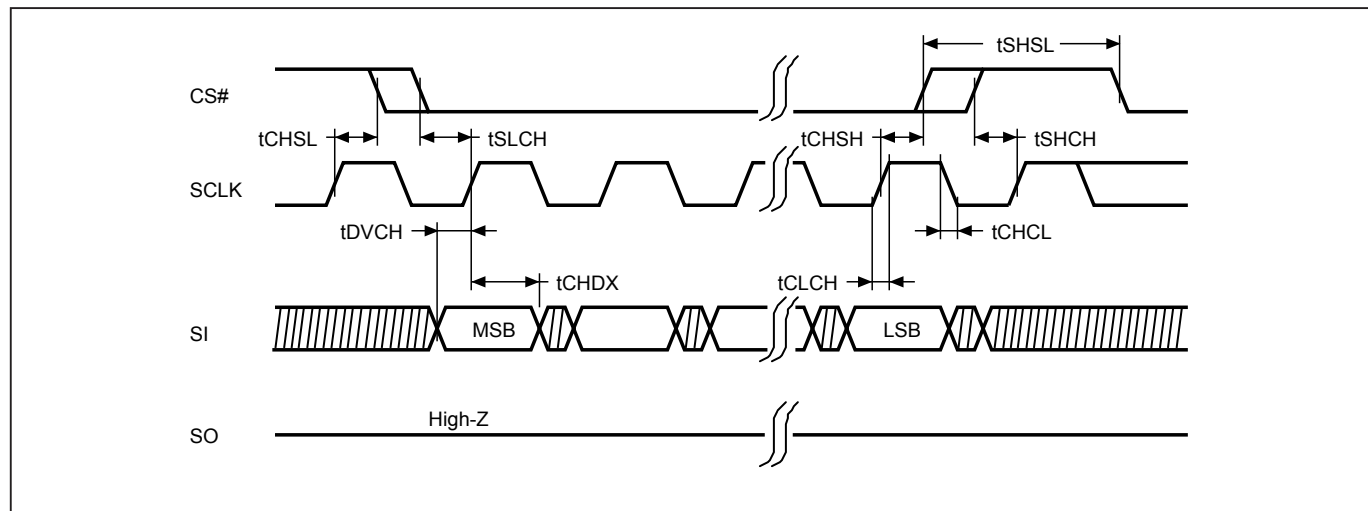 tSHSL
CS#
tCHSL
tSLCH
tCHSH
tSHCH
SCLK
tDVCH
tCHCL
tCHDX
tCLCH
SI
MSB
LSB
High-Z
SO